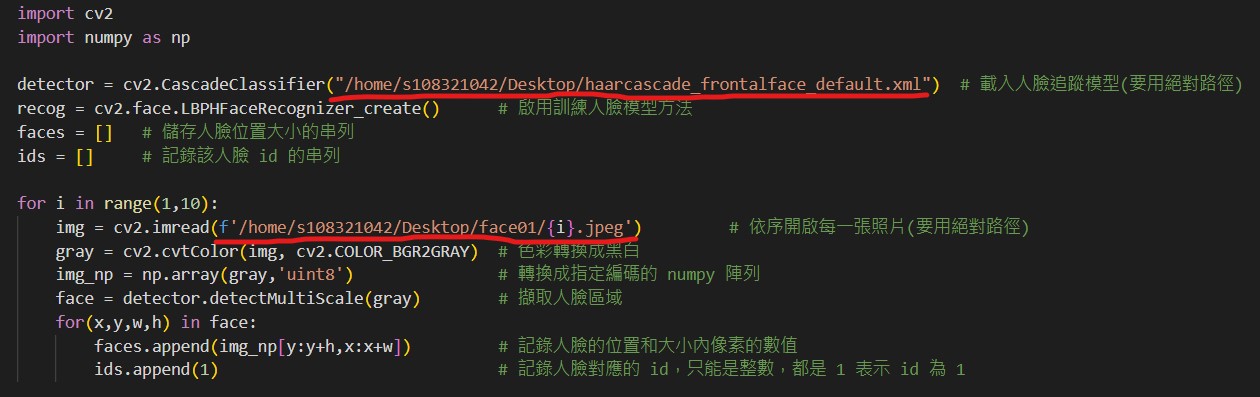 import cv2
import numpy as np
detector = cv2.CascadeClassifier("/home/s108321042/Desktop/haarcascade_frontalface_default.xml")  # 載入人臉追蹤模型(要用絕對路徑)
recog = cv2.face.LBPHFaceRecognizer_create()      # 啟用訓練人臉模型方法
faces = []   # 儲存人臉位置大小的串列
ids = []     # 記錄該人臉 id 的串列
for i in range(1,10):
    img = cv2.imread(f'/home/s108321042/Desktop/face01/{i}.jpeg')         # 依序開啟每一張照片(要用絕對路徑)
    gray = cv2.cvtColor(img, cv2.COLOR_BGR2GRAY)  # 色彩轉換成黑白
    img_np = np.array(gray,'uint8')               # 轉換成指定編碼的 numpy 陣列
    face = detector.detectMultiScale(gray)        # 擷取人臉區域
    for(x,y,w,h) in face:
        faces.append(img_np[y:y+h,x:x+w])         # 記錄人臉的位置和大小內像素的數值
        ids.append(1)                             # 記錄人臉對應的 id，只能是整數，都是 1 表示 id 為 1